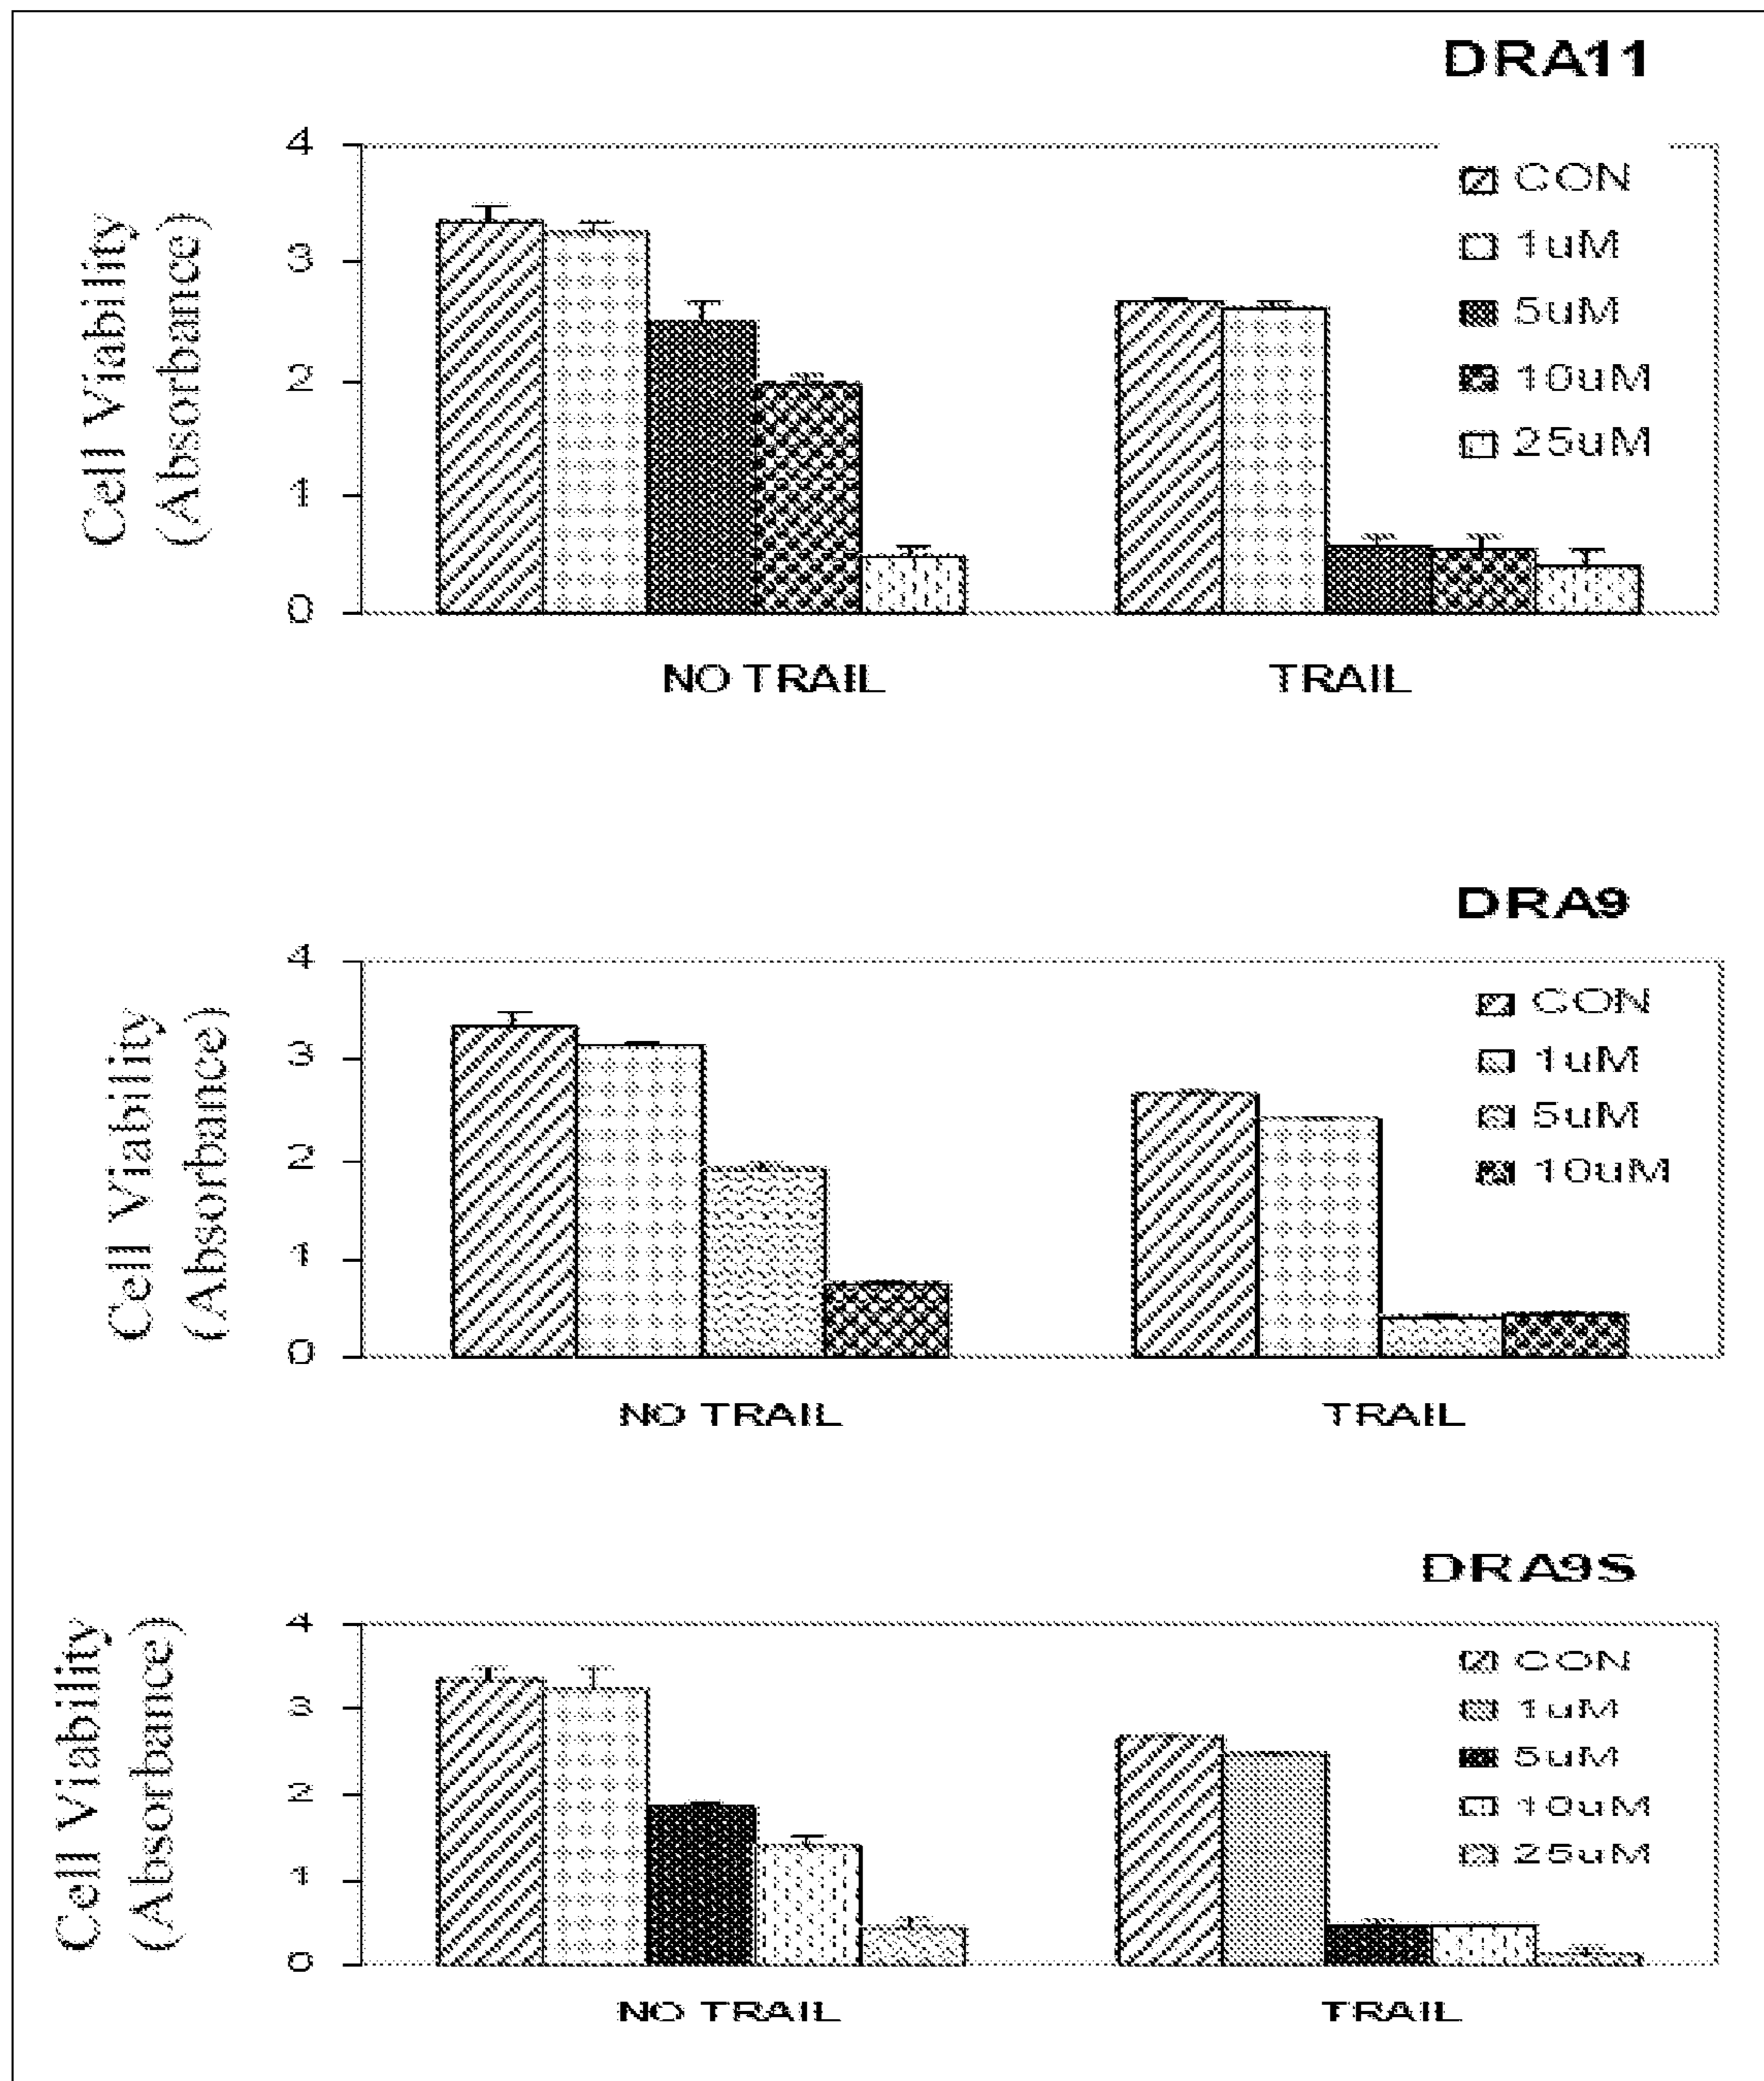 DRA11
Cell Viability
(Absorbance)
4
3
2
1
0
CON
1uM
5uM
10uM
25uM
NO TRAIL
TRAIL
DRA9
Cell Viability
(Absorbance)
4
3
2
1
0
CON
1uM
5uM
10uM
NO TRAIL
TRAIL
DRA9S
Cell Viability
(Absorbance)
4
3
2
1
0
CON
1uM
5uM
10uM
25uM
NO TRAIL
TRAIL